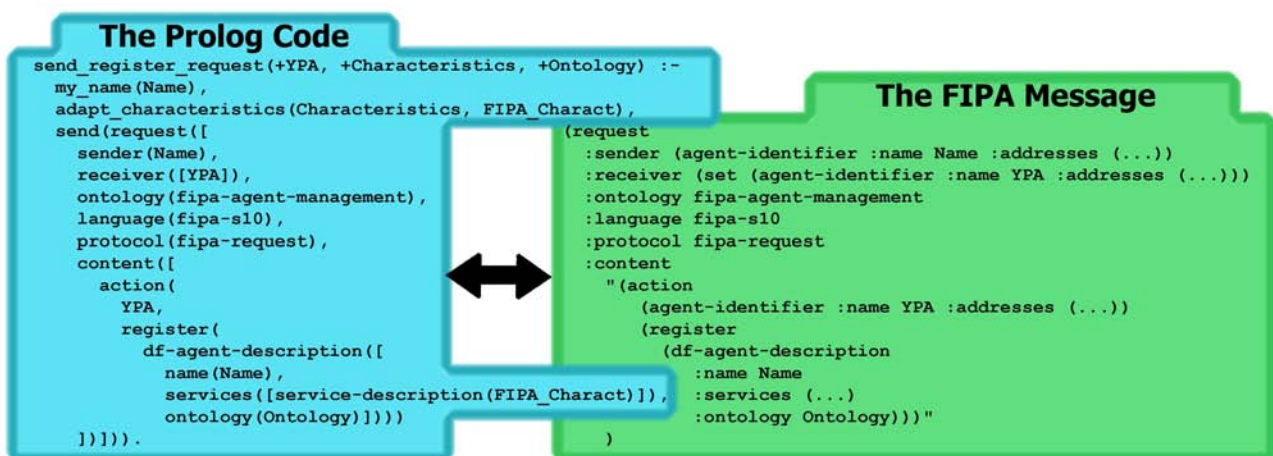 The Prolog Code
send_register_request(+YPA, +Characteristics, +Ontology) :-
my_name(Name),
adapt_characteristics(Characteristics, FIPA_Charact),
send(request([
sender(Name),
receiver([YPA]),
ontology(fipa-agent-management),
language(fipa-s10),
protocol(fipa-request),
content([
action(
YPA,
register(
df-agent-description([
name(Name),
services([service-description(FIPA_Charact)]),
ontology(Ontology)])))
])])).
The FIPA Message
(request
:sender (agent-identifier :name Name :addresses (...))
:receiver (set (agent-identifier :name YPA :addresses (...)))
:ontology fipa-agent-management
:language fipa-s10
:protocol fipa-request
:content
"(action
(agent-identifier :name YPA :addresses (...))
(register
(df-agent-description
:name Name
:services (...)
:ontology Ontology)))"
)